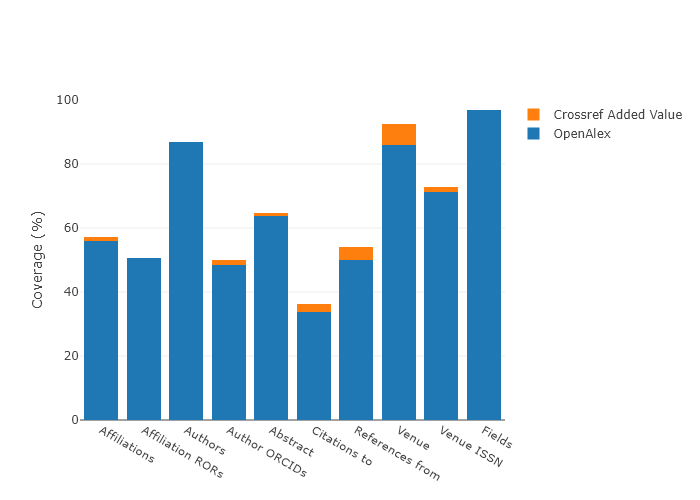 100
80
60
40
20
0
Coverage (%)
Affiliations
Affiliation RORs
Authors
Author ORCIDs
Abstract
Citations to
References from
Venue
Venue ISSN
Fields
Crossref Added Value
OpenAlex